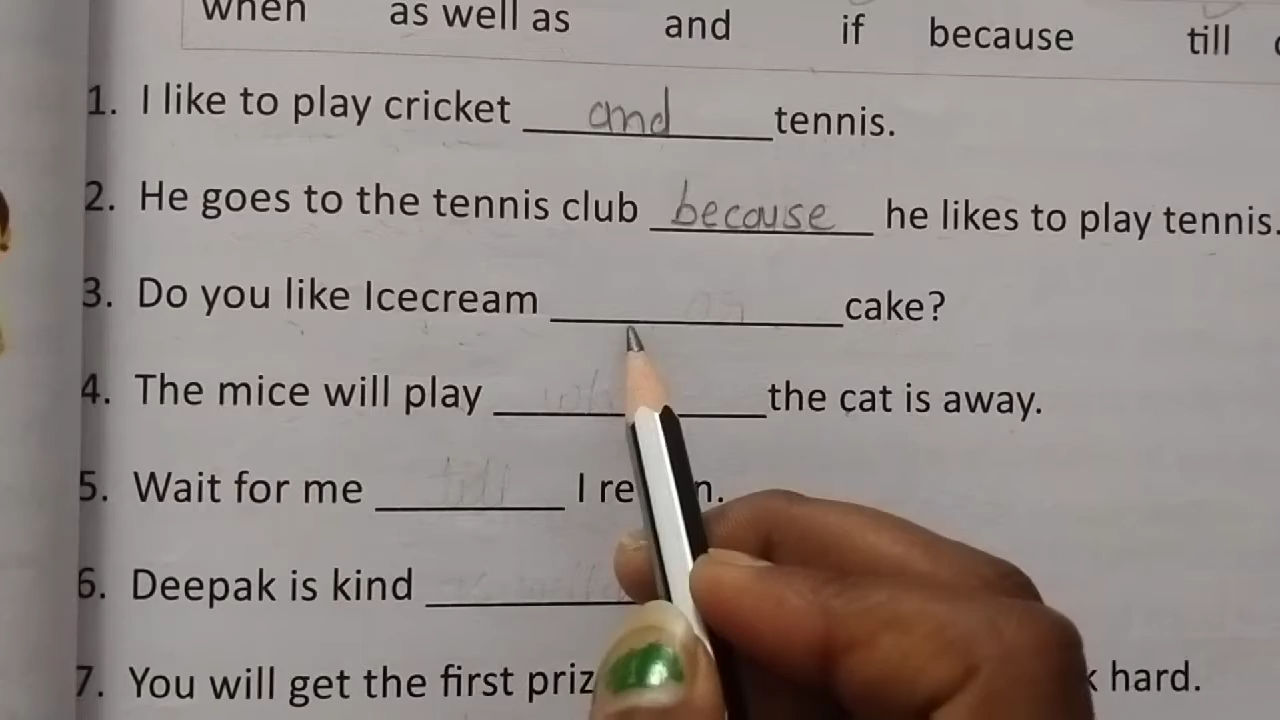 when as well as and if because till
1. I like to play cricket and tennis.
2. He goes to the tennis club because he likes to play tennis.
3. Do you like Icecream cake?
4. The mice will play the cat is away.
5. Wait for me till I re n.
6. Deepak is kind
7. You will get the first priz k hard.